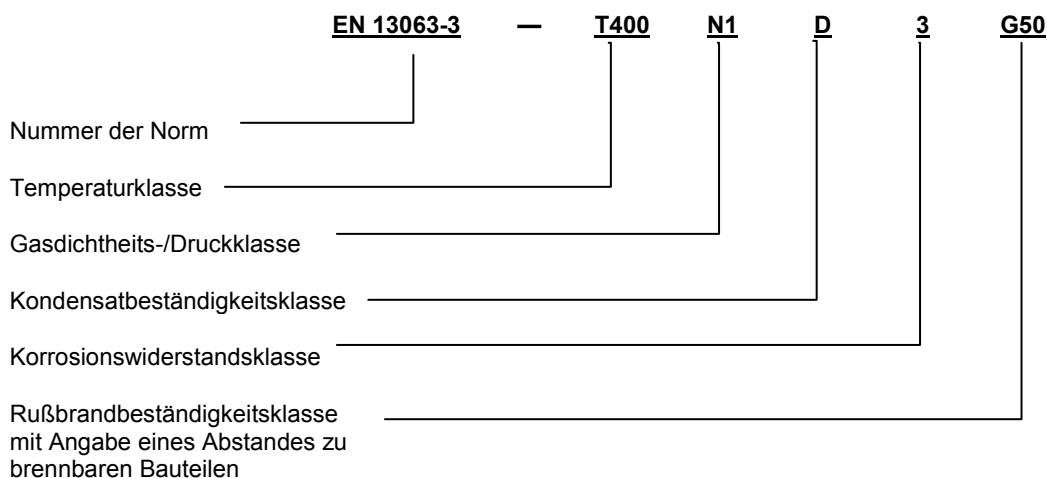 EN 13063-3 — T400 N1 D 3 G50
Nummer der Norm
Temperaturklasse
Gasdichtheits-/Druckklasse
Kondensatbeständigkeitsklasse
Korrosionswiderstandsklasse
Rußbrandbeständigkeitsklasse
mit Angabe eines Abstandes zu
brennbaren Bauteilen